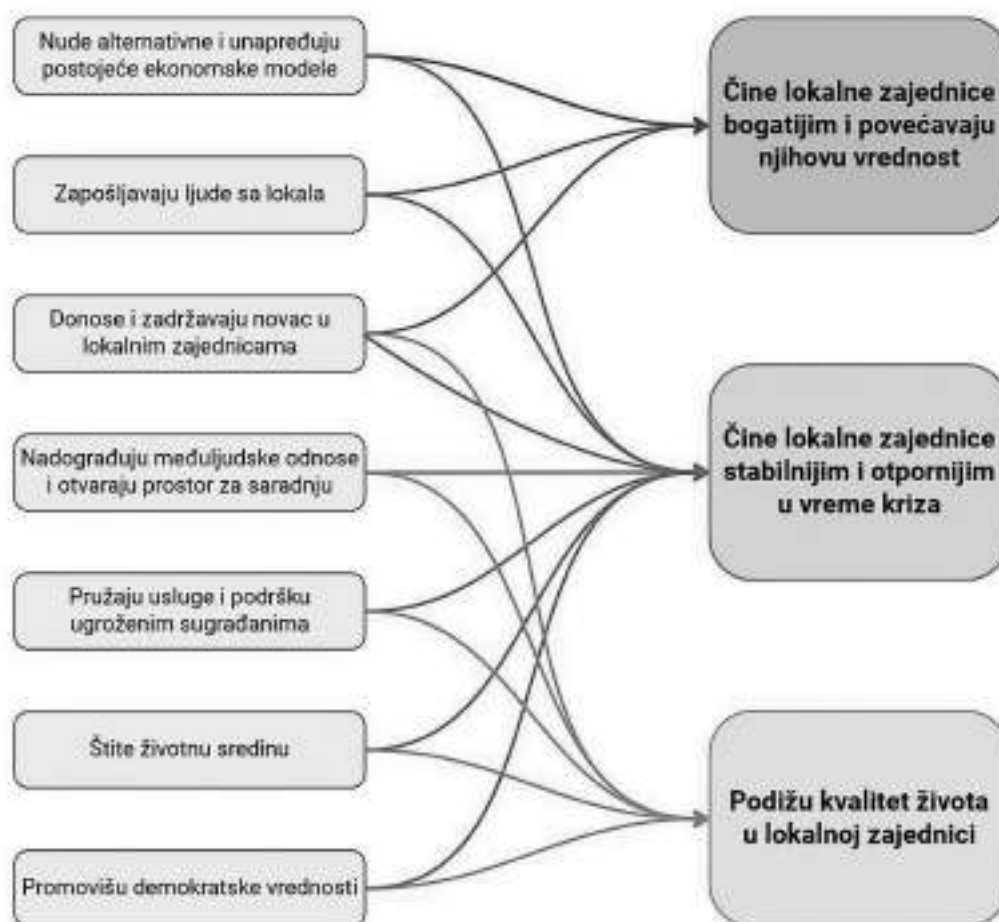 Nude alternativne i unapređuju
postojeće ekonomske modele
Zapošljavaju ljude sa lokala
Donose i zadržavaju novac u
lokalnim zajednicama
Nadograđuju međuljudske odnose
i otvaraju prostor za saradnju
Pružaju usluge i podršku
ugroženim sugrađanima
Štite životnu sredinu
Promovišu demokratske vrednosti
Čine lokalne zajednice
bogatijim i povećavaju
njihovu vrednost
Čine lokalne zajednice
stabilnijim i otpornijim
u vreme kriza
Podižu kvalitet života
u lokalnoj zajednici